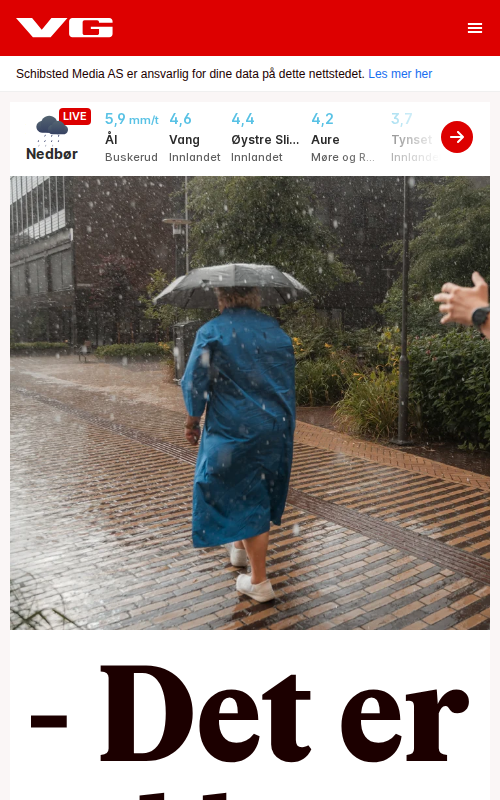 VG
Schibsted Media AS er ansvarlig for dine data på dette nettstedet. Les mer her
LIVE
Nedbør
5,9 mm/t
Ål
Buskerud
4,6
Vang
Innlandet
4,4
Øystre Sli...
Innlandet
4,2
Aure
Møre og R...
3,7
Tynset
- Det er